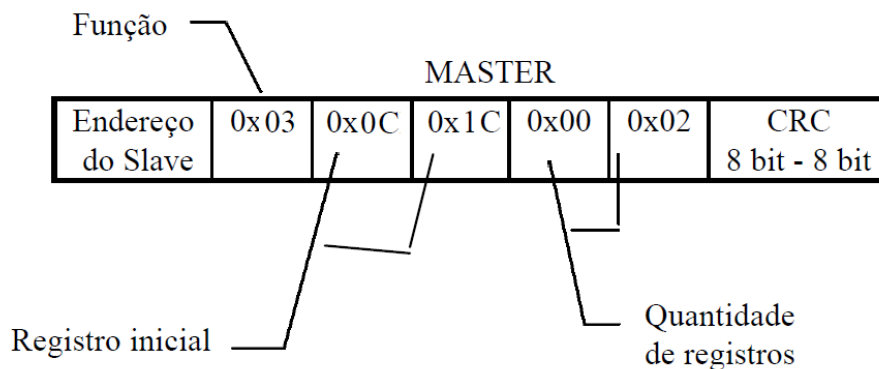 Função
MASTER
Endereço do Slave 0x03 0x0C 0x1C 0x00 0x02 CRC 8 bit - 8 bit
Registro inicial
Quantidade
de registros